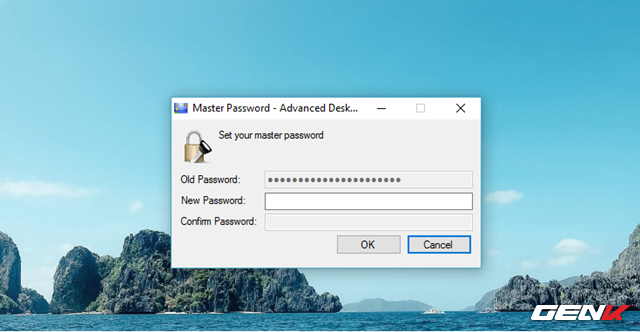 Master Password - Advanced Desk...
Set your master password
Old Password: ●●●●●●●●●●●●●●●●●●●●●●
New Password:
Confirm Password:
OK Cancel
GENK